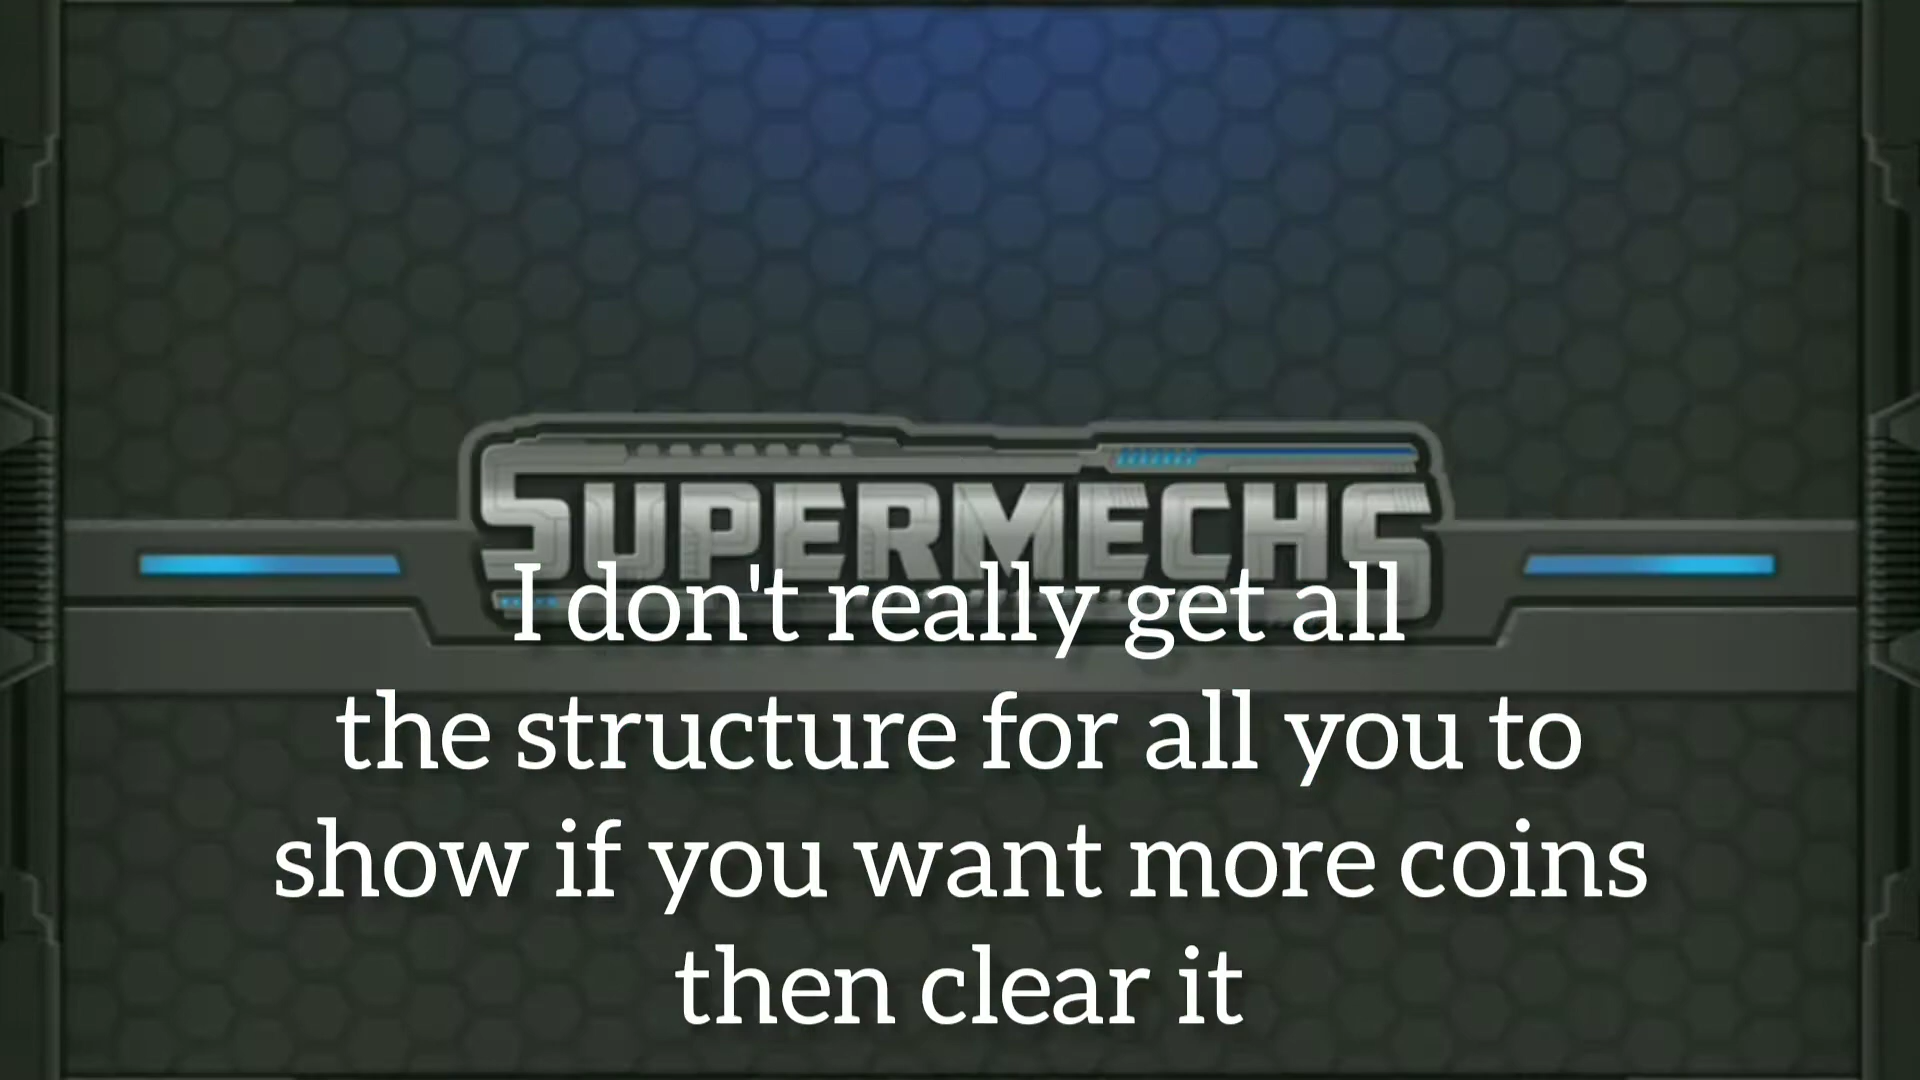 SUPERMECHS
I don't really get all
the structure for all you to
show if you want more coins
then clear it